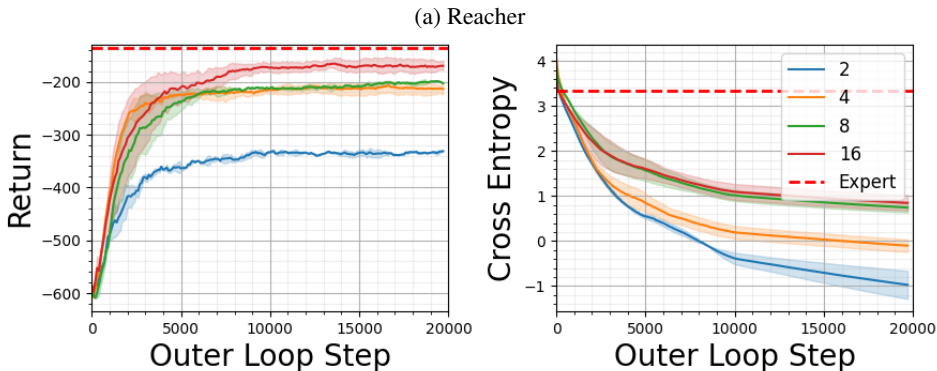 (a) Reacher
Return
−200
−300
−400
−500
−600
0 5000 10000 15000 20000
Outer Loop Step
Cross Entropy
4
3
2
1
0
−1
0 5000 10000 15000 20000
Outer Loop Step
2
4
8
16
Expert